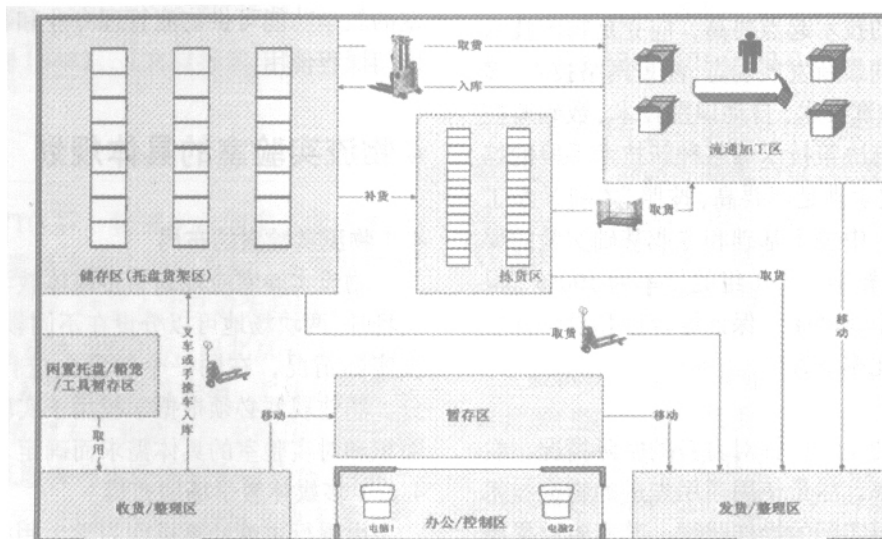 取货
入库
流通加工区
补货
取货
拣货区
储存区(托盘货架区)
取货
移动
取货
叉车或手推车入库
闲置托盘/箱笼
/工具暂存区
移动
暂存区
移动
取用
收货/整理区
电脑1
办公/控制区
电脑2
发货/整理区